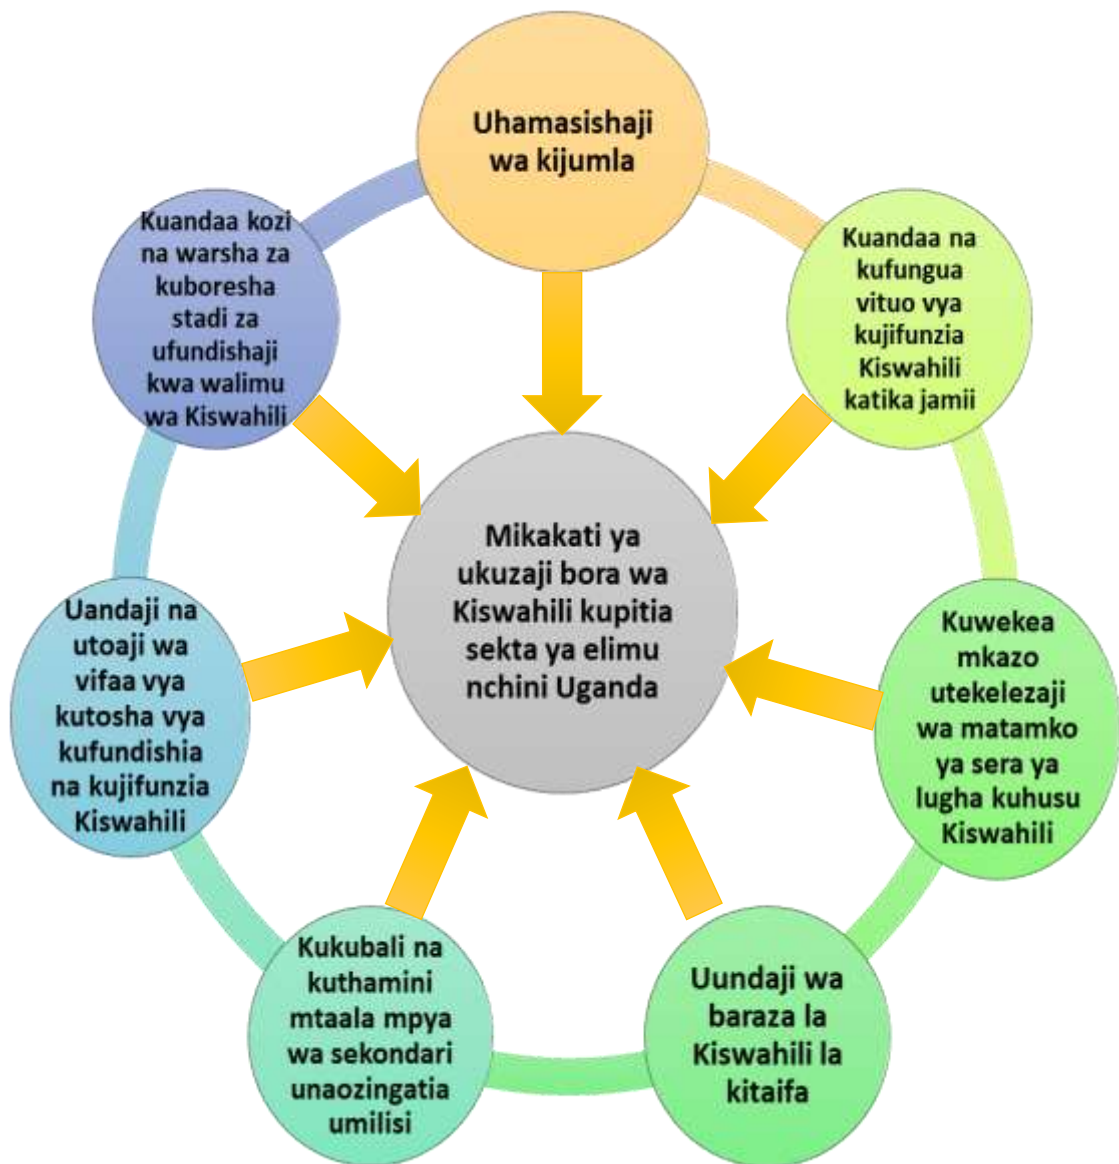 Uhamasishaji
wa kijumla
Kuandaa na
kufungua
vituo vya
kujifunzia
Kiswahili
katika jamii
Kuwekea
mkazo
utekelezaji
wa matamko
ya sera ya
lugha kuhusu
Kiswahili
Uundaji wa
baraza la
Kiswahili la
kitaifa
Kukubali na
kuthamini
mtaala mpya
wa sekondari
unaozingatia
umilisi
Uandaji na
utoaji wa
vifaa vya
kutosha vya
kufundishia
na kujifunzia
Kiswahili
Kuandaa kozi
na warsha za
kuboresha
stadi za
ufundishaji
kwa walimu
wa Kiswahili
Mikakati ya
ukuzaji bora wa
Kiswahili kupitia
sekta ya elimu
nchini Uganda